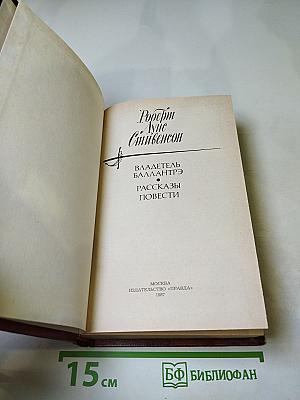 Роберт
Луис
Стивенсон
ВЛАДЕТЕЛЬ
БАЛЛАНТРЭ
•
РАССКАЗЫ
ПОВЕСТИ
МОСКВА
ИЗДАТЕЛЬСТВО «ПРАВДА»
1987
15 см
БФ БИБЛИОФАН